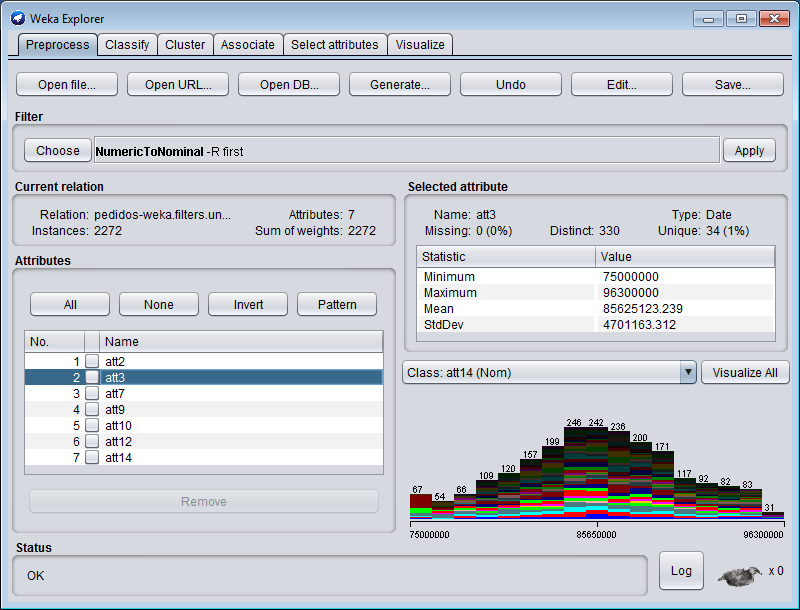 Weka Explorer
Preprocess Classify Cluster Associate Select attributes Visualize
Open file... Open URL... Open DB... Generate... Undo Edit... Save...
Filter
Choose NumericToNominal -R first Apply
Current relation
Relation: pedidos-weka.filters.un... Attributes: 7
Instances: 2272 Sum of weights: 2272
Attributes
All None Invert Pattern
No. Name
1 att2
2 att3
3 att7
4 att9
5 att10
6 att12
7 att14
Remove
Selected attribute
Name: att3 Type: Date
Missing: 0 (0%) Distinct: 330 Unique: 34 (1%)
Statistic Value
Minimum 75000000
Maximum 96300000
Mean 85625123.239
StdDev 4701163.312
Class: att14 (Nom) Visualize All
67 54 66 109 120 157 199 246 242 236 200 171 117 92 82 83 31
75000000 85650000 96300000
Status
OK
Log x 0